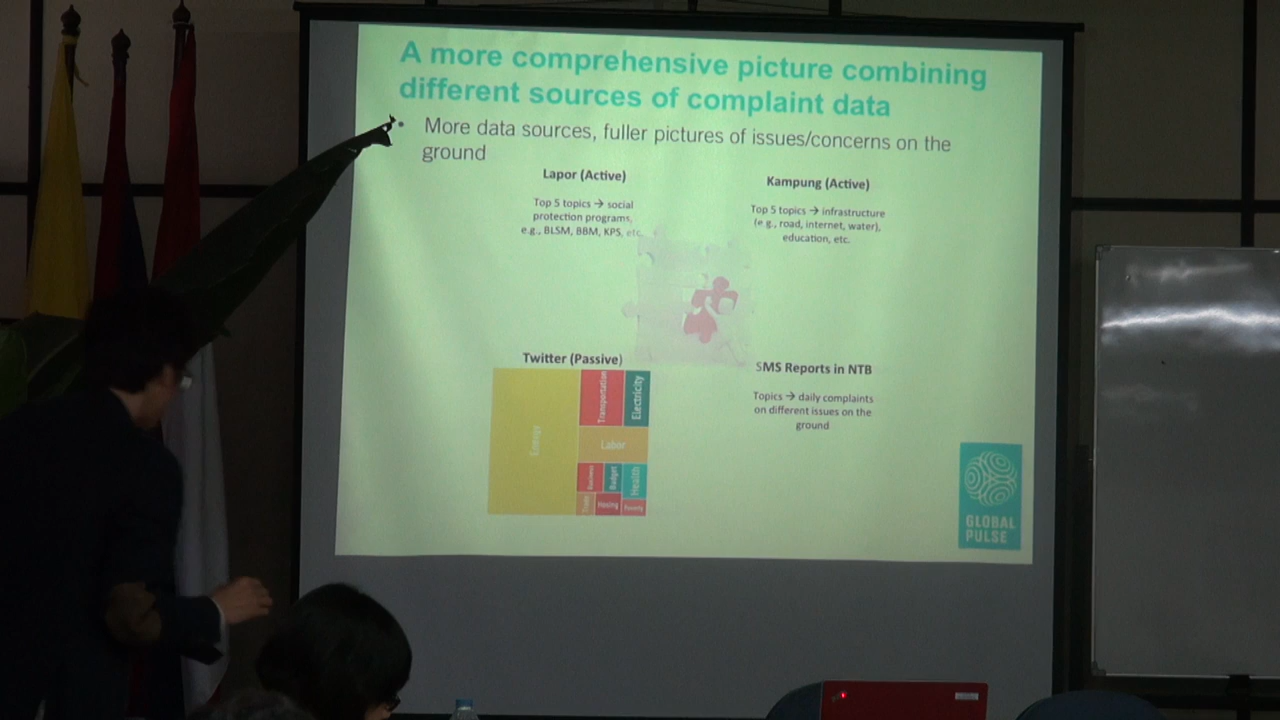 A more comprehensive picture combining
different sources of complaint data
• More data sources, fuller pictures of issues/concerns on the
ground
Lapor (Active)
Top 5 topics → social
protection programs,
e.g., BLSM, BBM, KPS, etc.
Kampung (Active)
Top 5 topics → infrastructure
(e.g., road, internet, water),
education, etc.
Twitter (Passive)
Energy
Transportation
Electricity
Labor
Business
Budget
Health
Hosing
Poverty
SMS Reports in NTB
Topics → daily complaints
on different issues on the
ground
GLOBAL
PULSE